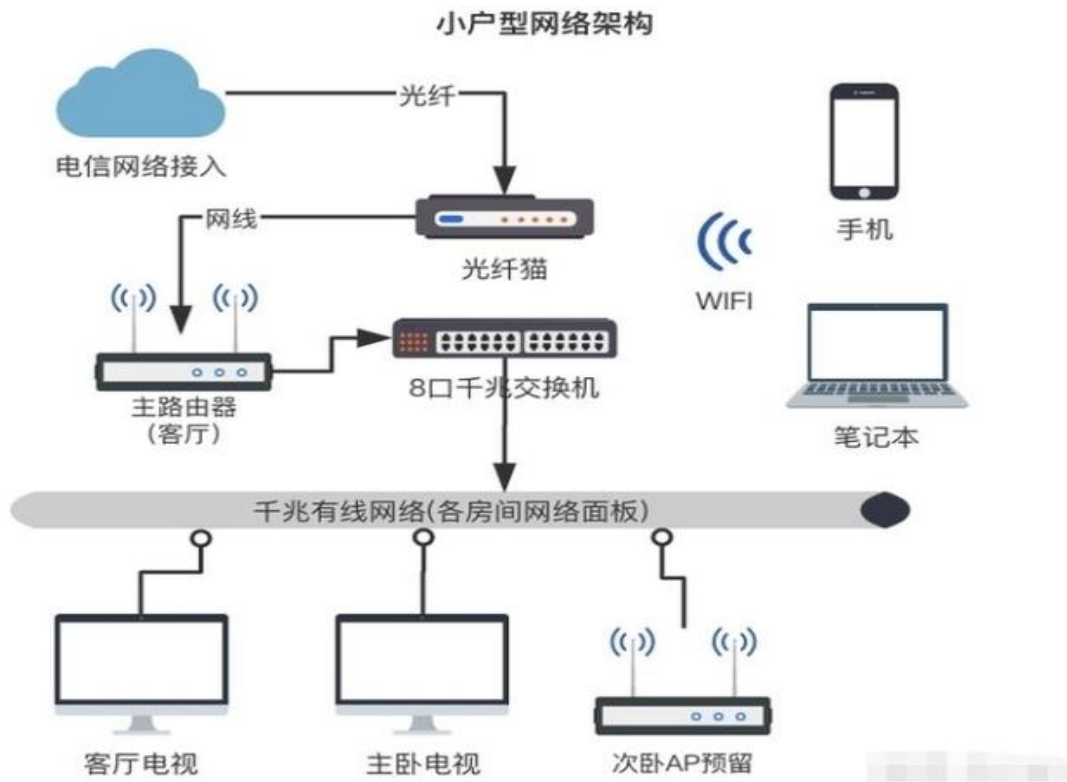 小户型网络架构
光纤
电信网络接入
网线
光纤猫
手机
WIFI
主路由器
(客厅)
8口千兆交换机
笔记本
千兆有线网络(各房间网络面板)
客厅电视
主卧电视
次卧AP预留